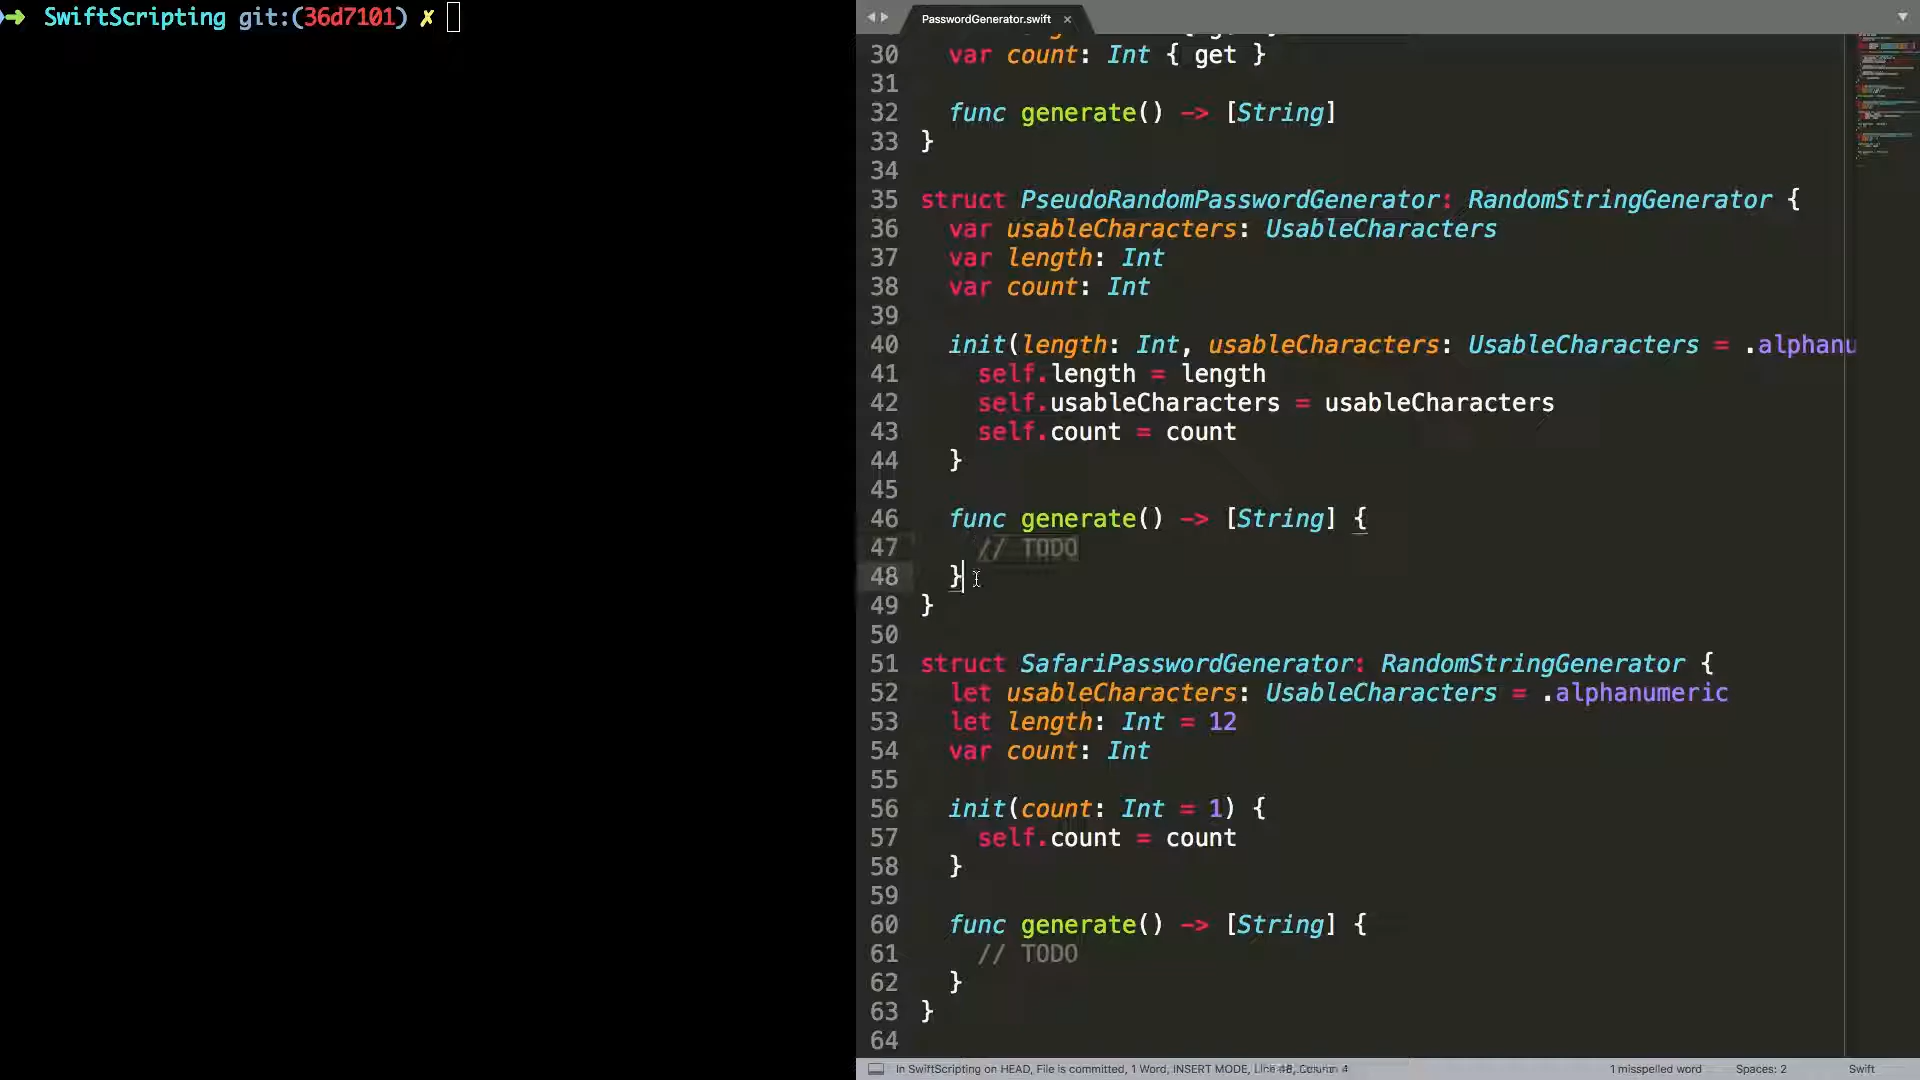 ➜ SwiftScripting git:(36d7101) ✗
PasswordGenerator.swift ×
30 var count: Int { get }
31
32 func generate() -> [String]
33 }
34
35 struct PseudoRandomPasswordGenerator: RandomStringGenerator {
36 var usableCharacters: UsableCharacters
37 var length: Int
38 var count: Int
39
40 init(length: Int, usableCharacters: UsableCharacters = .alphanu
41 self.length = length
42 self.usableCharacters = usableCharacters
43 self.count = count
44 }
45
46 func generate() -> [String] {
47 // TODO
48 }
49 }
50
51 struct SafariPasswordGenerator: RandomStringGenerator {
52 let usableCharacters: UsableCharacters = .alphanumeric
53 let length: Int = 12
54 var count: Int
55
56 init(count: Int = 1) {
57 self.count = count
58 }
59
60 func generate() -> [String] {
61 // TODO
62 }
63 }
64
In SwiftScripting on HEAD, File is committed, 1 Word, INSERT MODE, Line 48, Column 4 1 misspelled word Spaces: 2 Swift